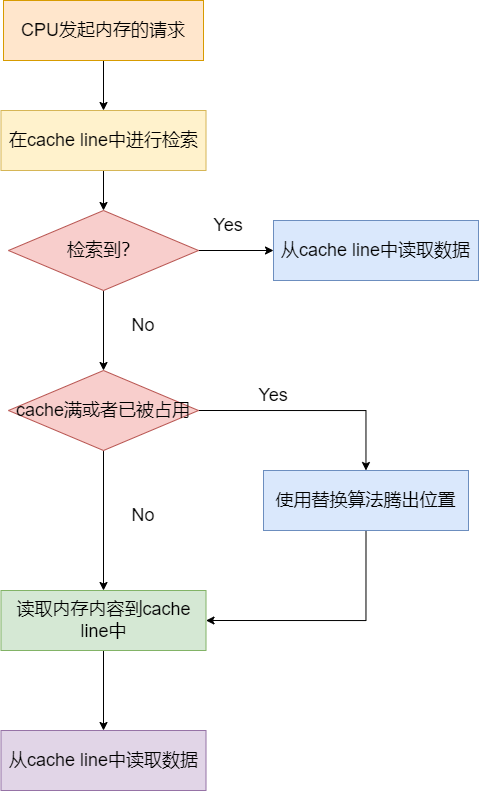 CPU发起内存的请求
在cache line中进行检索
检索到?
Yes
从cache line中读取数据
No
cache满或者已被占用
Yes
使用替换算法腾出位置
No
读取内存内容到cache
line中
从cache line中读取数据